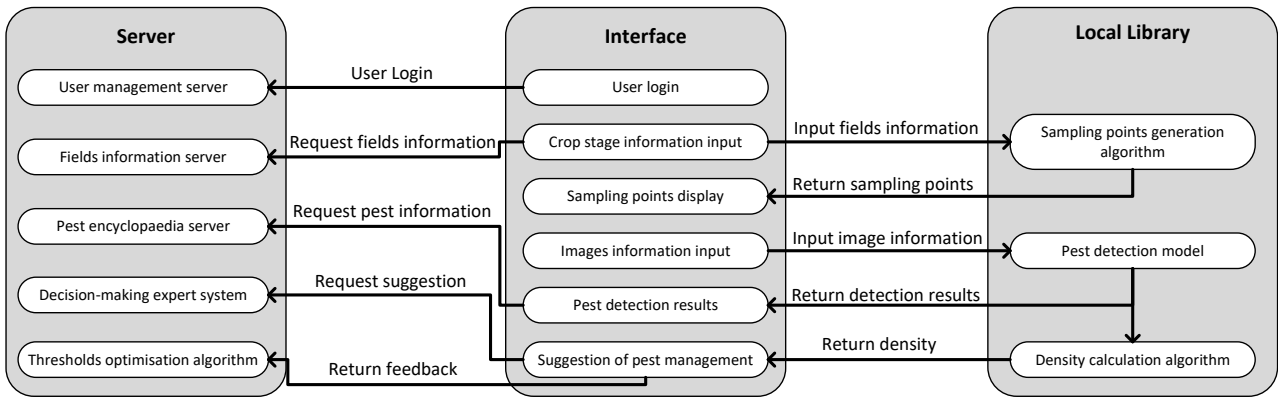 Server
User management server
Fields information server
Pest encyclopaedia server
Decision-making expert system
Thresholds optimisation algorithm
User Login
Request fields information
Request pest information
Request suggestion
Return feedback
Interface
User login
Crop stage information input
Sampling points display
Images information input
Pest detection results
Suggestion of pest management
Input fields information
Return sampling points
Input image information
Return detection results
Return density
Local Library
Sampling points generation
algorithm
Pest detection model
Density calculation algorithm